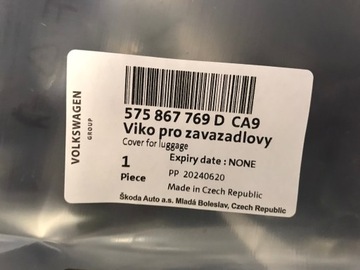 VOLKSWAGEN
GROUP
575 867 769 D CA9
Viko pro zavazadlovy
Cover for luggage
1
Piece
Expiry date : NONE
PP 20240620
Made in Czech Republic
Škoda Auto a.s. Mladá Boleslav, Czech Republic